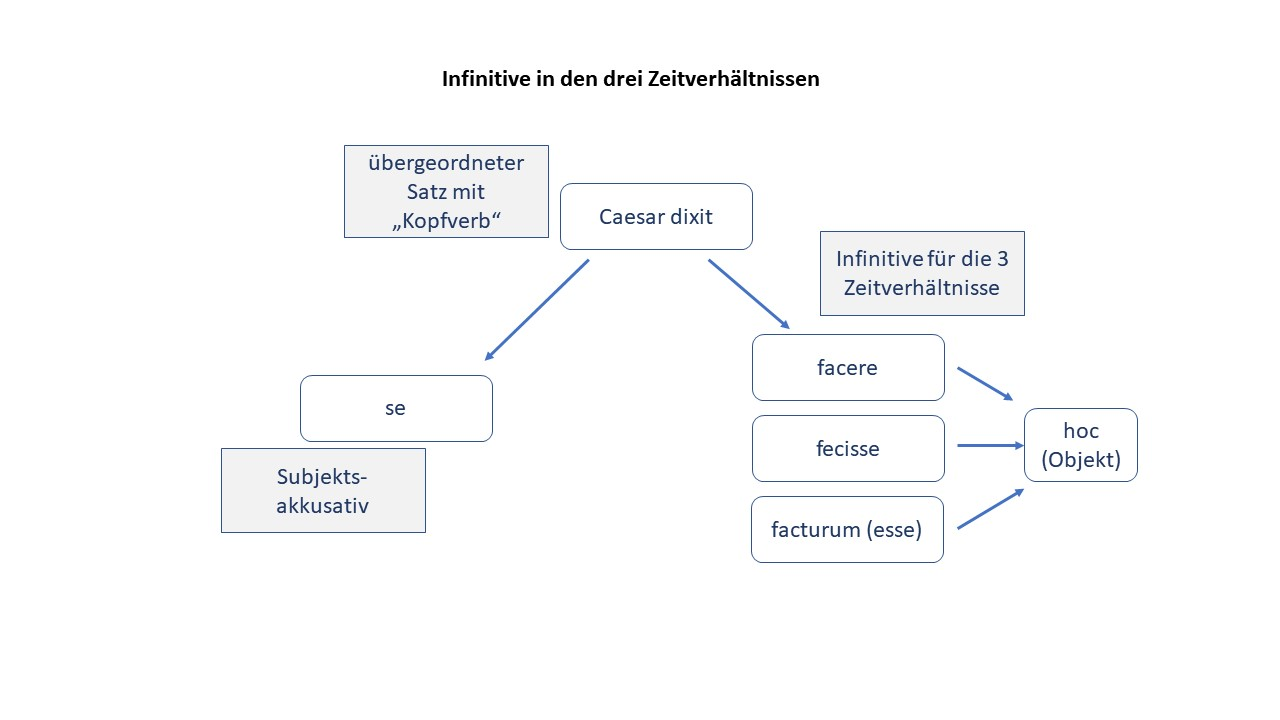 Infinitive in den drei Zeitverhältnissen
übergeordneter
Satz mit
„Kopfverb“
Caesar dixit
Infinitive für die 3
Zeitverhältnisse
facere
se
fecisse
hoc
(Objekt)
Subjekts-
akkusativ
facturum (esse)